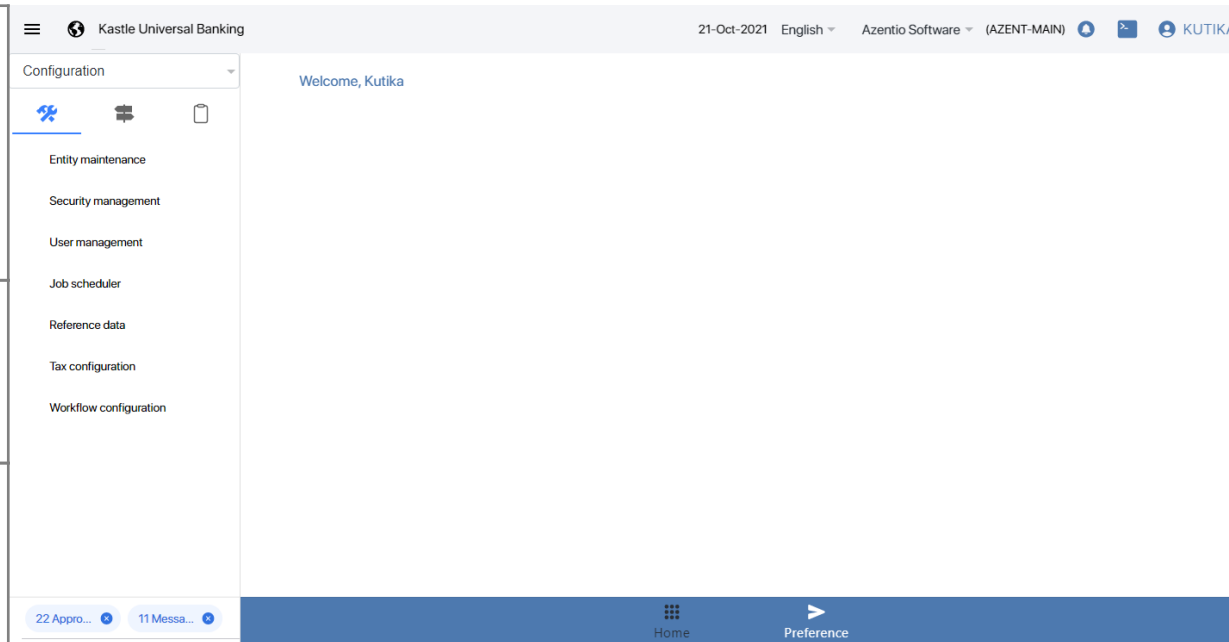 Kastle Universal Banking 21-Oct-2021 English Azentio Software (AZENT-MAIN) KUTIKA
Configuration
Welcome, Kutika
Entity maintenance
Security management
User management
Job scheduler
Reference data
Tax configuration
Workflow configuration
22 Appro... 11 Messa...
Home Preference